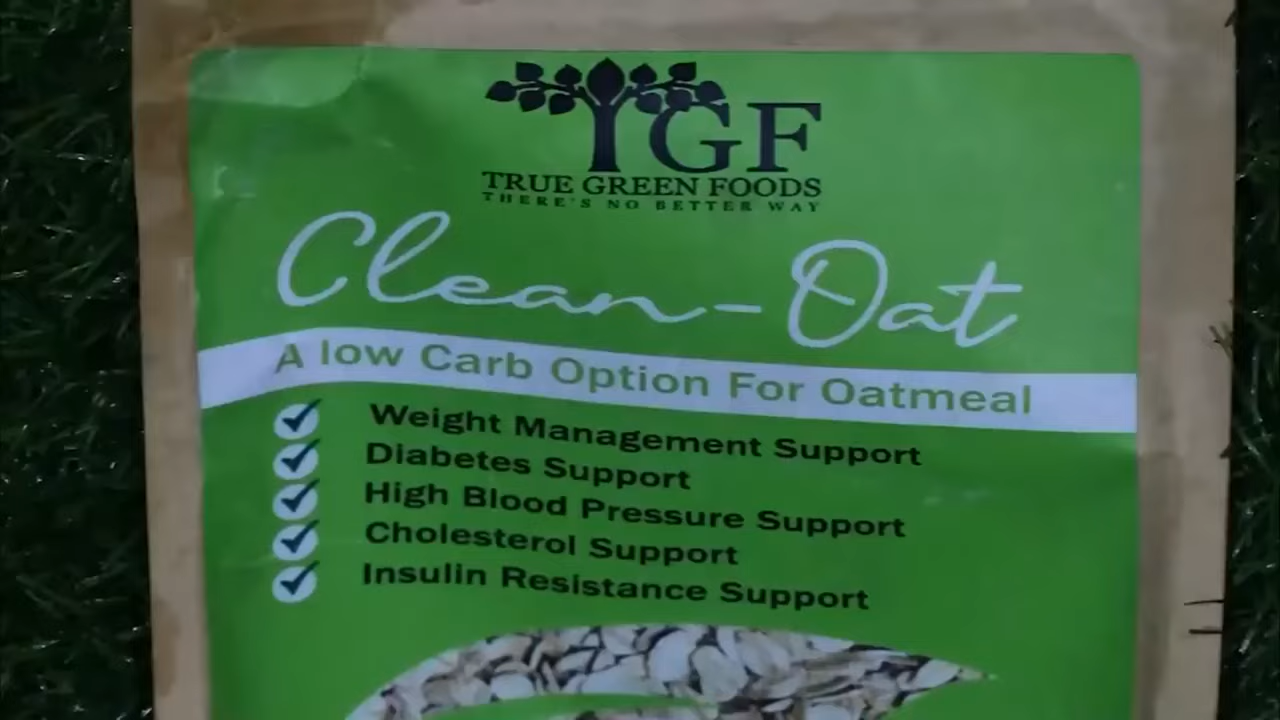 TGF
TRUE GREEN FOODS
THERE'S NO BETTER WAY
Clean-Oat
A low Carb Option For Oatmeal
Weight Management Support
Diabetes Support
High Blood Pressure Support
Cholesterol Support
Insulin Resistance Support